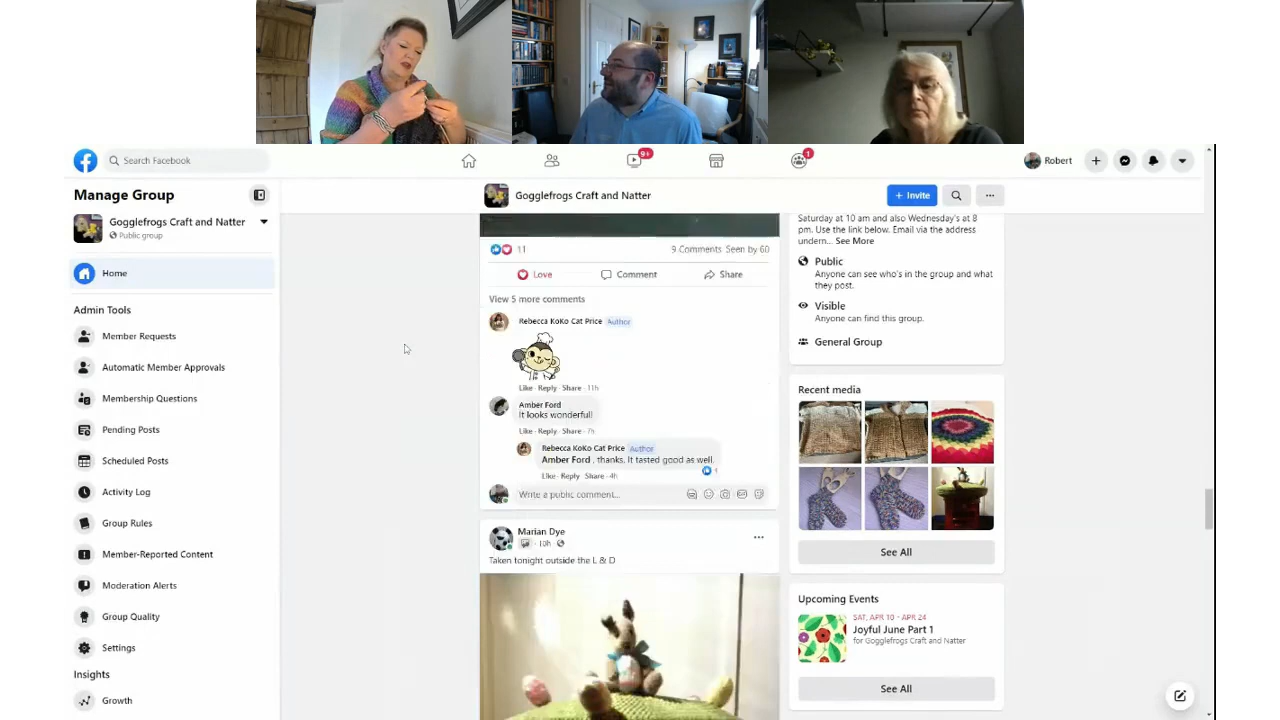 Search Facebook
9+
1
Robert
Manage Group
Gogglefrogs Craft and Natter
Public group
Home
Admin Tools
Member Requests
Automatic Member Approvals
Membership Questions
Pending Posts
Scheduled Posts
Activity Log
Group Rules
Member-Reported Content
Moderation Alerts
Group Quality
Settings
Insights
Growth
Gogglefrogs Craft and Natter
+ Invite
11
9 Comments Seen by 60
Love
Comment
Share
View 5 more comments
Rebecca KoKo Cat Price Author
Like · Reply · Share · 11h
Amber Ford
It looks wonderful!
Like · Reply · Share · 7h
Rebecca KoKo Cat Price Author
Amber Ford , thanks. It tasted good as well.
1
Like · Reply · Share · 4h
Write a public comment...
GIF
Marian Dye
10h
Taken tonight outside the L & D
Saturday at 10 am and also Wednesday's at 8
pm. Use the link below. Email via the address
undern... See More
Public
Anyone can see who's in the group and what
they post.
Visible
Anyone can find this group.
General Group
Recent media
See All
Upcoming Events
SAT, APR 10 - APR 24
Joyful June Part 1
for Gogglefrogs Craft and Natter
See All